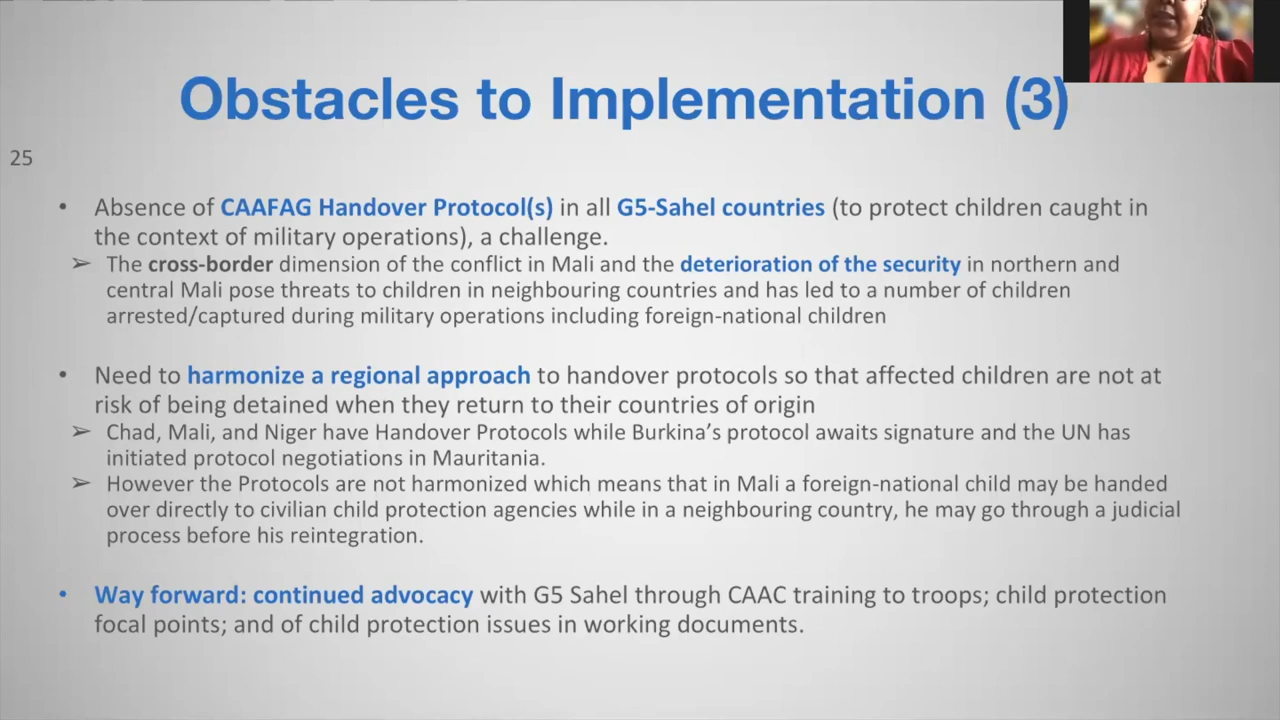 Obstacles to Implementation (3)
25
• Absence of CAAFAG Handover Protocol(s) in all G5-Sahel countries (to protect children caught in
the context of military operations), a challenge.
➢ The cross-border dimension of the conflict in Mali and the deterioration of the security in northern and
central Mali pose threats to children in neighbouring countries and has led to a number of children
arrested/captured during military operations including foreign-national children
• Need to harmonize a regional approach to handover protocols so that affected children are not at
risk of being detained when they return to their countries of origin
➢ Chad, Mali, and Niger have Handover Protocols while Burkina’s protocol awaits signature and the UN has
initiated protocol negotiations in Mauritania.
➢ However the Protocols are not harmonized which means that in Mali a foreign-national child may be handed
over directly to civilian child protection agencies while in a neighbouring country, he may go through a judicial
process before his reintegration.
• Way forward: continued advocacy with G5 Sahel through CAAC training to troops; child protection
focal points; and of child protection issues in working documents.